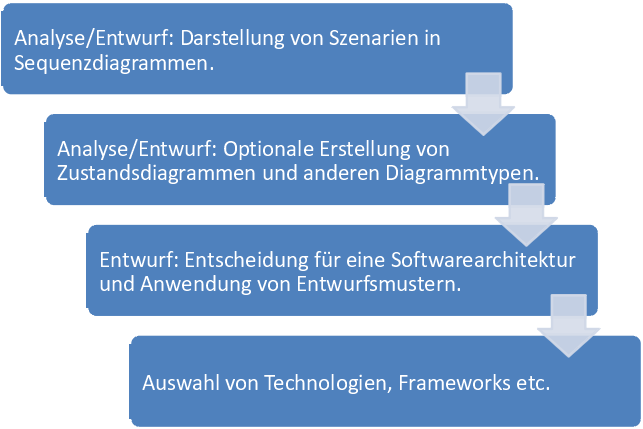 Analyse/Entwurf: Darstellung von Szenarien in
Sequenzdiagrammen.
Analyse/Entwurf: Optionale Erstellung von
Zustandsdiagrammen und anderen Diagrammtypen.
Entwurf: Entscheidung für eine Softwarearchitektur
und Anwendung von Entwurfsmustern.
Auswahl von Technologien, Frameworks etc.